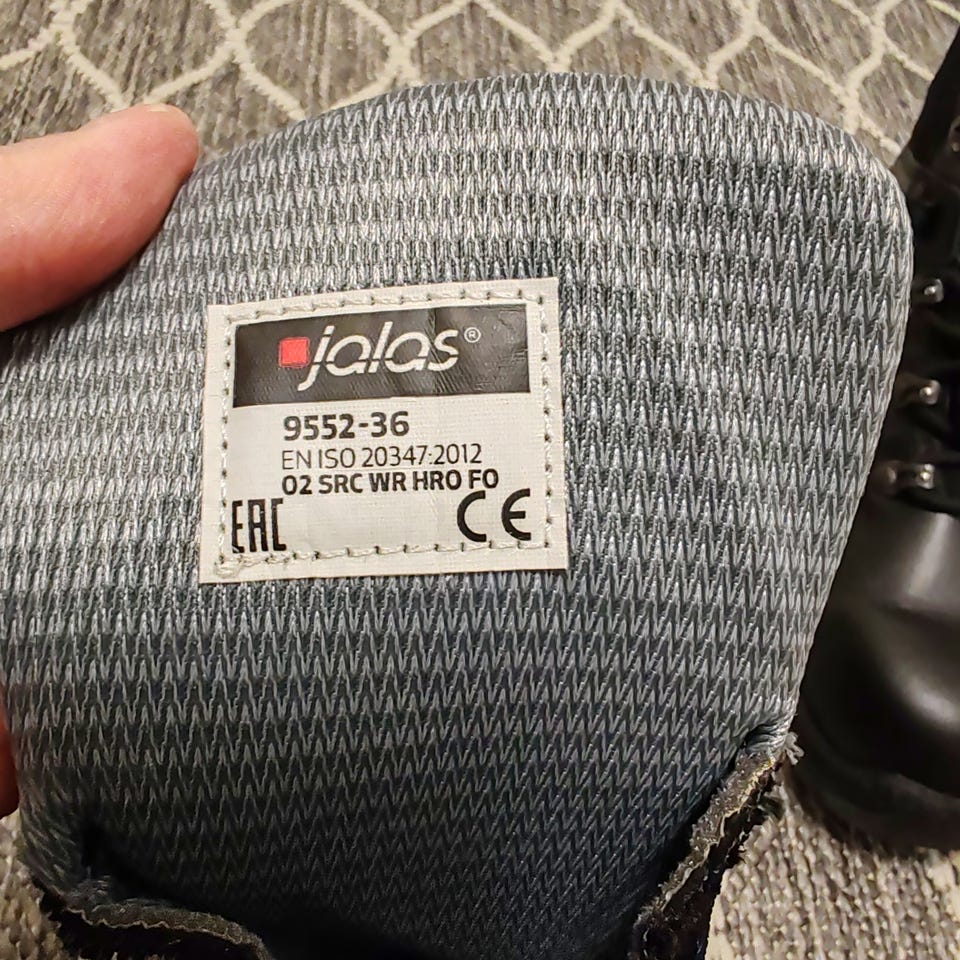 jalas®
9552-36
EN ISO 20347:2012
O2 SRC WR HRO FO
EAC CE